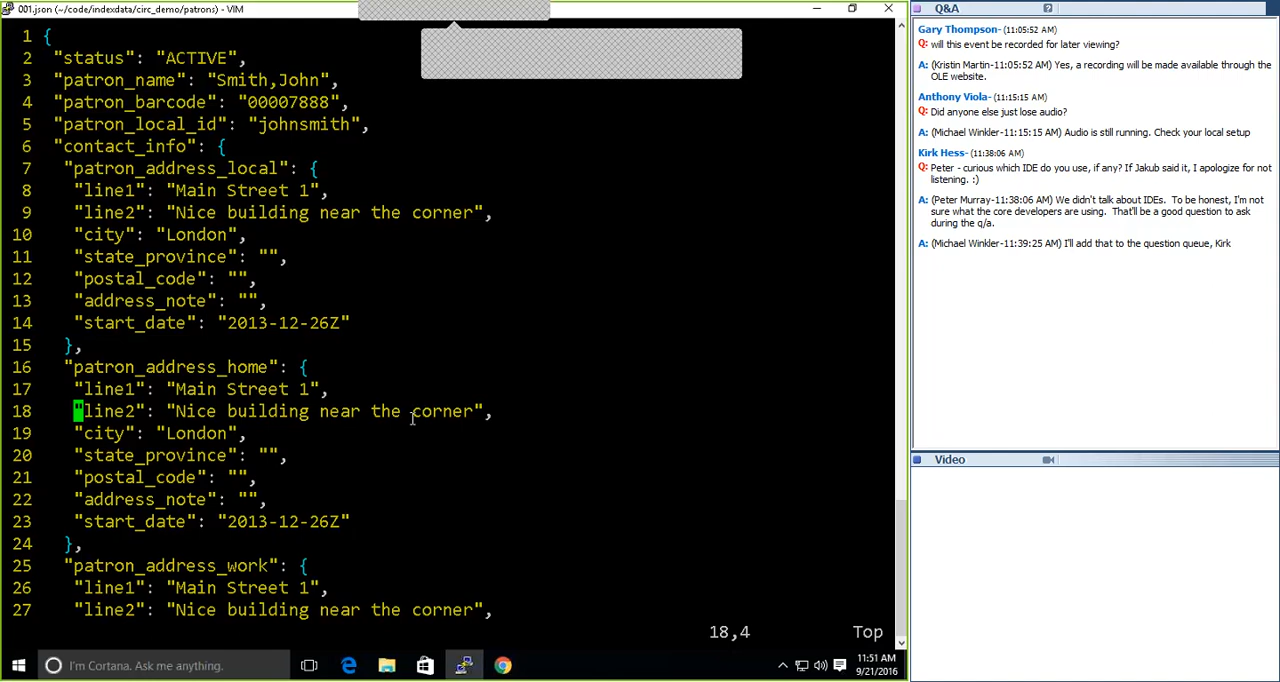 001.json (~/code/indexdata/circ_demo/patrons) - VIM
1 {
2 "status": "ACTIVE",
3 "patron_name": "Smith,John",
4 "patron_barcode": "00007888",
5 "patron_local_id": "johnsmith",
6 "contact_info": {
7 "patron_address_local": {
8 "line1": "Main Street 1",
9 "line2": "Nice building near the corner",
10 "city": "London",
11 "state_province": "",
12 "postal_code": "",
13 "address_note": "",
14 "start_date": "2013-12-26Z"
15 },
16 "patron_address_home": {
17 "line1": "Main Street 1",
18 "line2": "Nice building near the corner",
19 "city": "London",
20 "state_province": "",
21 "postal_code": "",
22 "address_note": "",
23 "start_date": "2013-12-26Z"
24 },
25 "patron_address_work": {
26 "line1": "Main Street 1",
27 "line2": "Nice building near the corner",
18,4 Top
I'm Cortana. Ask me anything.
11:51 AM
9/21/2016
Q&A
Gary Thompson- (11:05:52 AM)
Q: will this event be recorded for later viewing?
A: (Kristin Martin-11:05:52 AM) Yes, a recording will be made available through the
OLE website.
Anthony Viola- (11:15:15 AM)
Q: Did anyone else just lose audio?
A: (Michael Winkler-11:15:15 AM) Audio is still running. Check your local setup
Kirk Hess- (11:38:06 AM)
Q: Peter - curious which IDE do you use, if any? If Jakub said it, I apologize for not
listening. :)
A: (Peter Murray-11:38:06 AM) We didn't talk about IDEs. To be honest, I'm not
sure what the core developers are using. That'll be a good question to ask
during the q/a.
A: (Michael Winkler-11:39:25 AM) I'll add that to the question queue, Kirk
Video